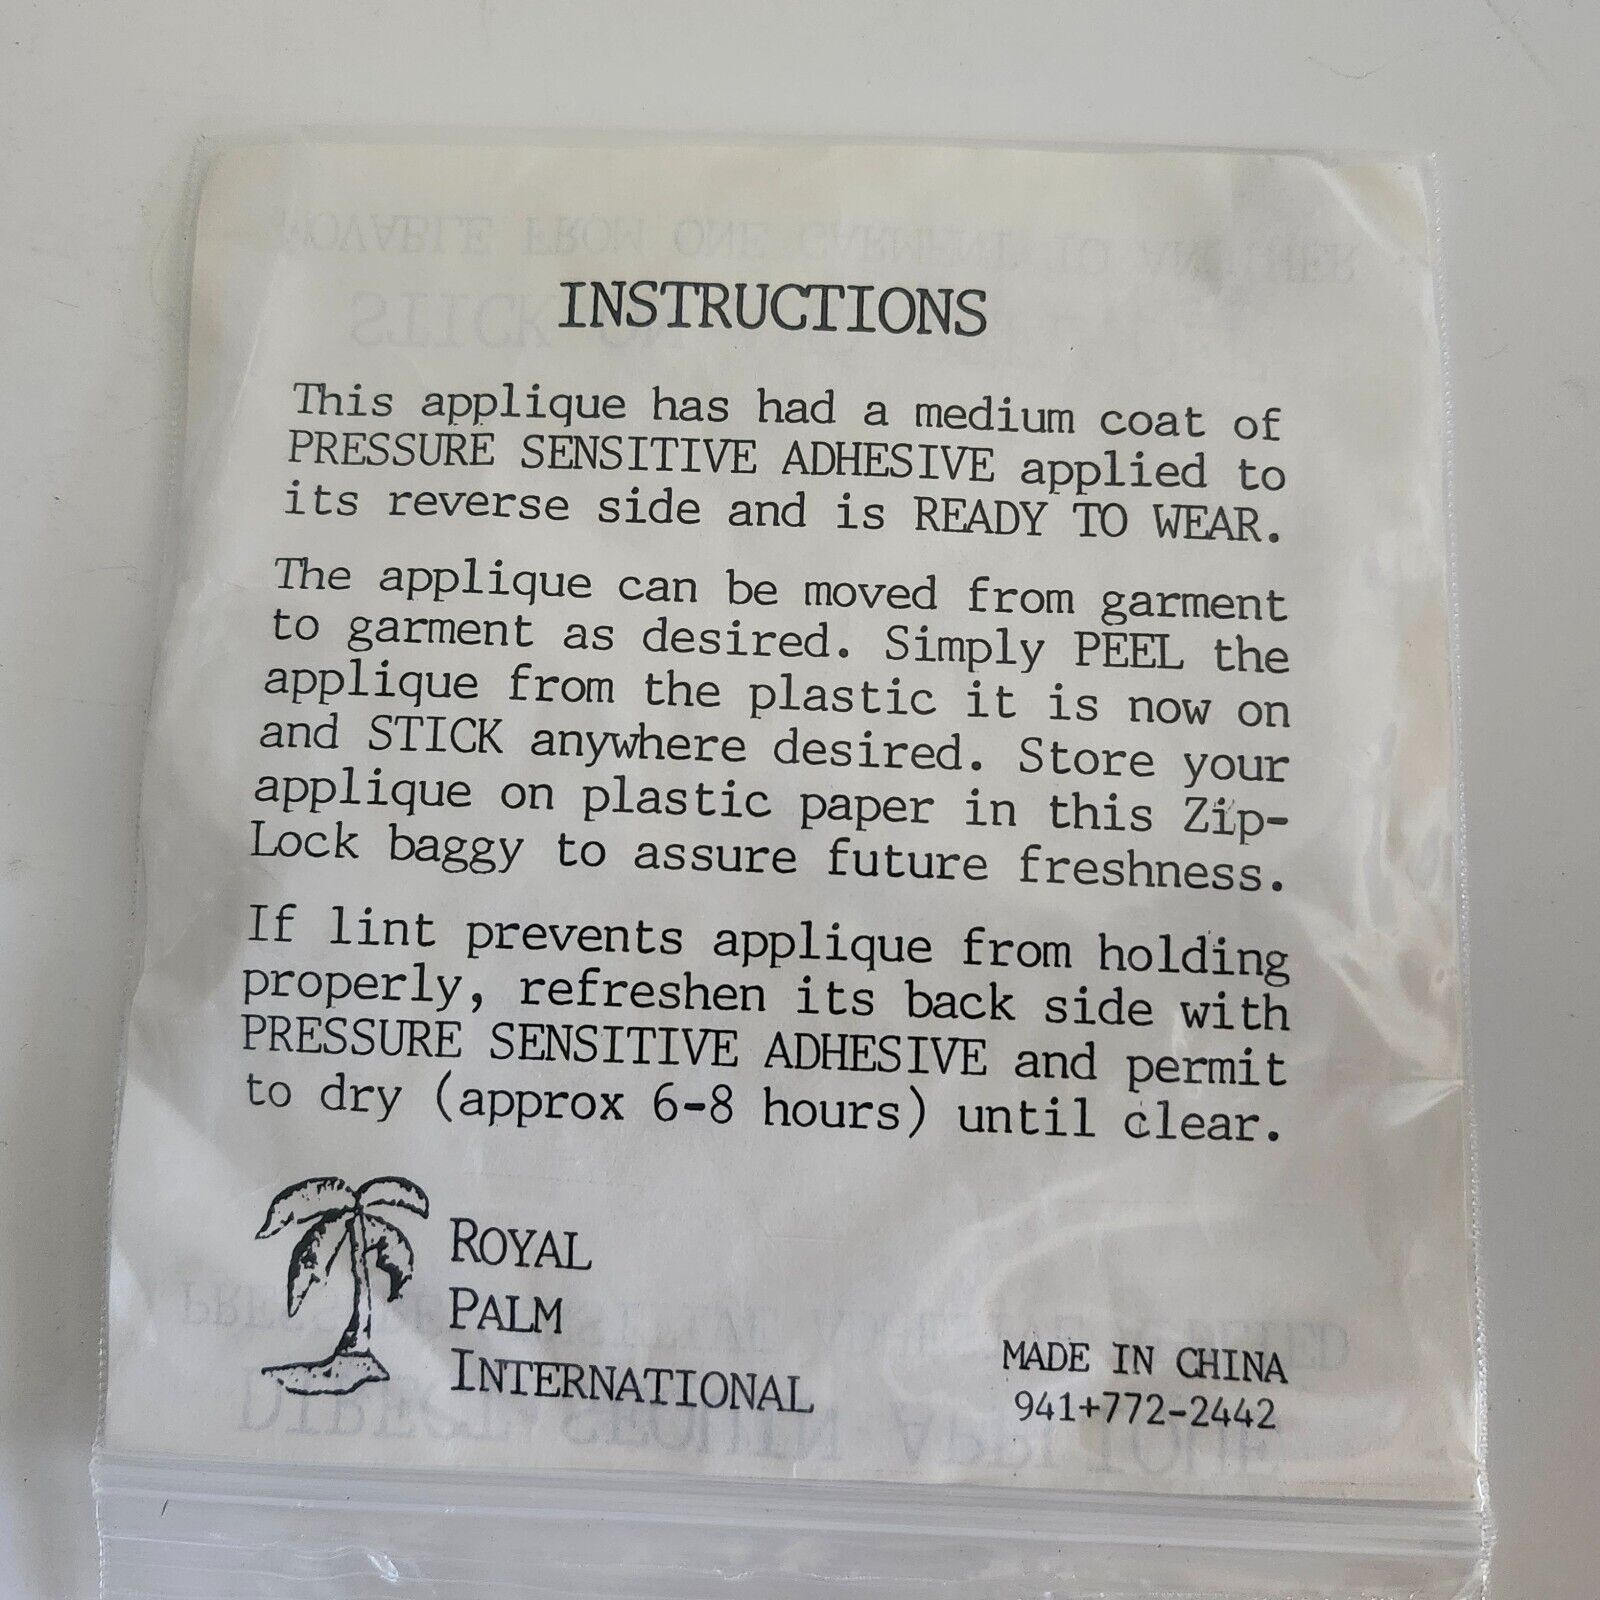 INSTRUCTIONS
This applique has had a medium coat of
PRESSURE SENSITIVE ADHESIVE applied to
its reverse side and is READY TO WEAR.
The applique can be moved from garment
to garment as desired. Simply PEEL the
applique from the plastic it is now on
and STICK anywhere desired. Store your
applique on plastic paper in this Zip-
Lock baggy to assure future freshness.
If lint prevents applique from holding
properly, refreshen its back side with
PRESSURE SENSITIVE ADHESIVE and permit
to dry (approx 6-8 hours) until clear.
ROYAL
PALM
INTERNATIONAL
MADE IN CHINA
941+772-2442